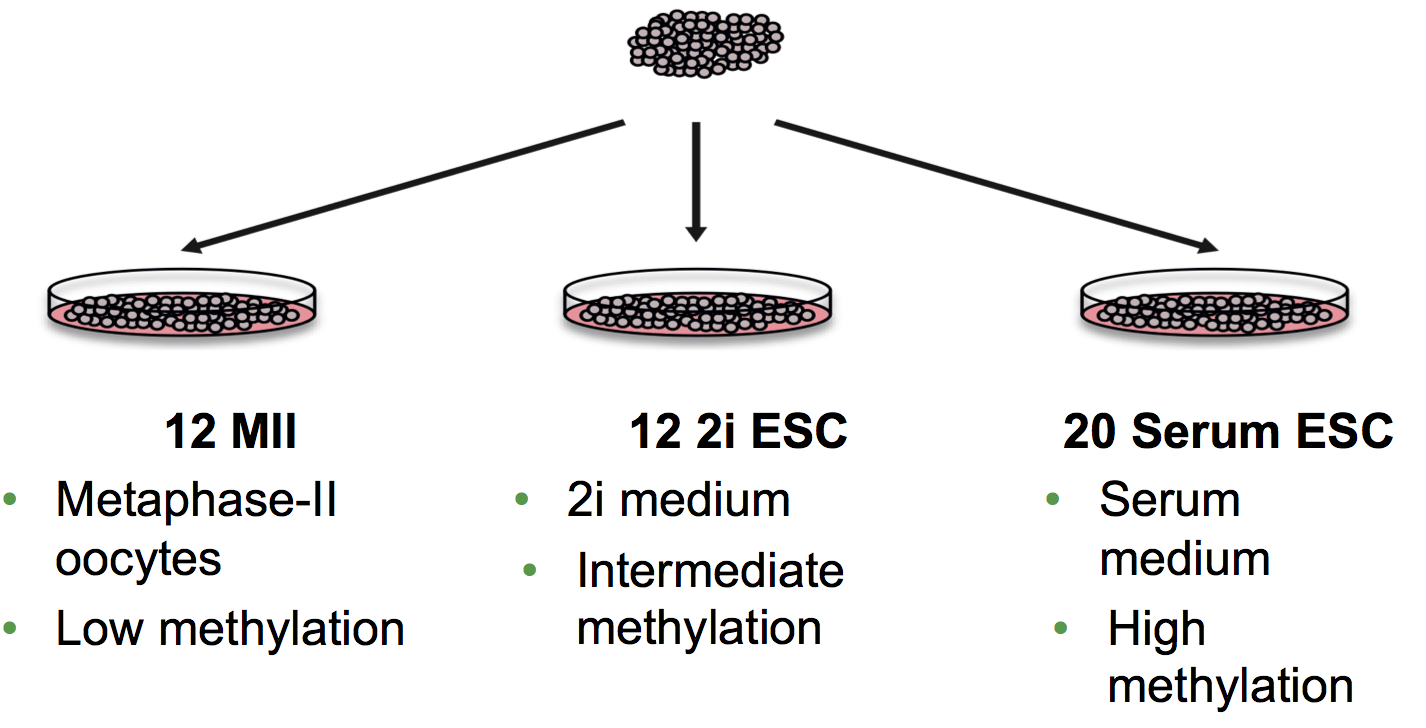 12 MII
• Metaphase-II
oocytes
• Low methylation
12 2i ESC
• 2i medium
• Intermediate
methylation
20 Serum ESC
• Serum
medium
• High
methylation